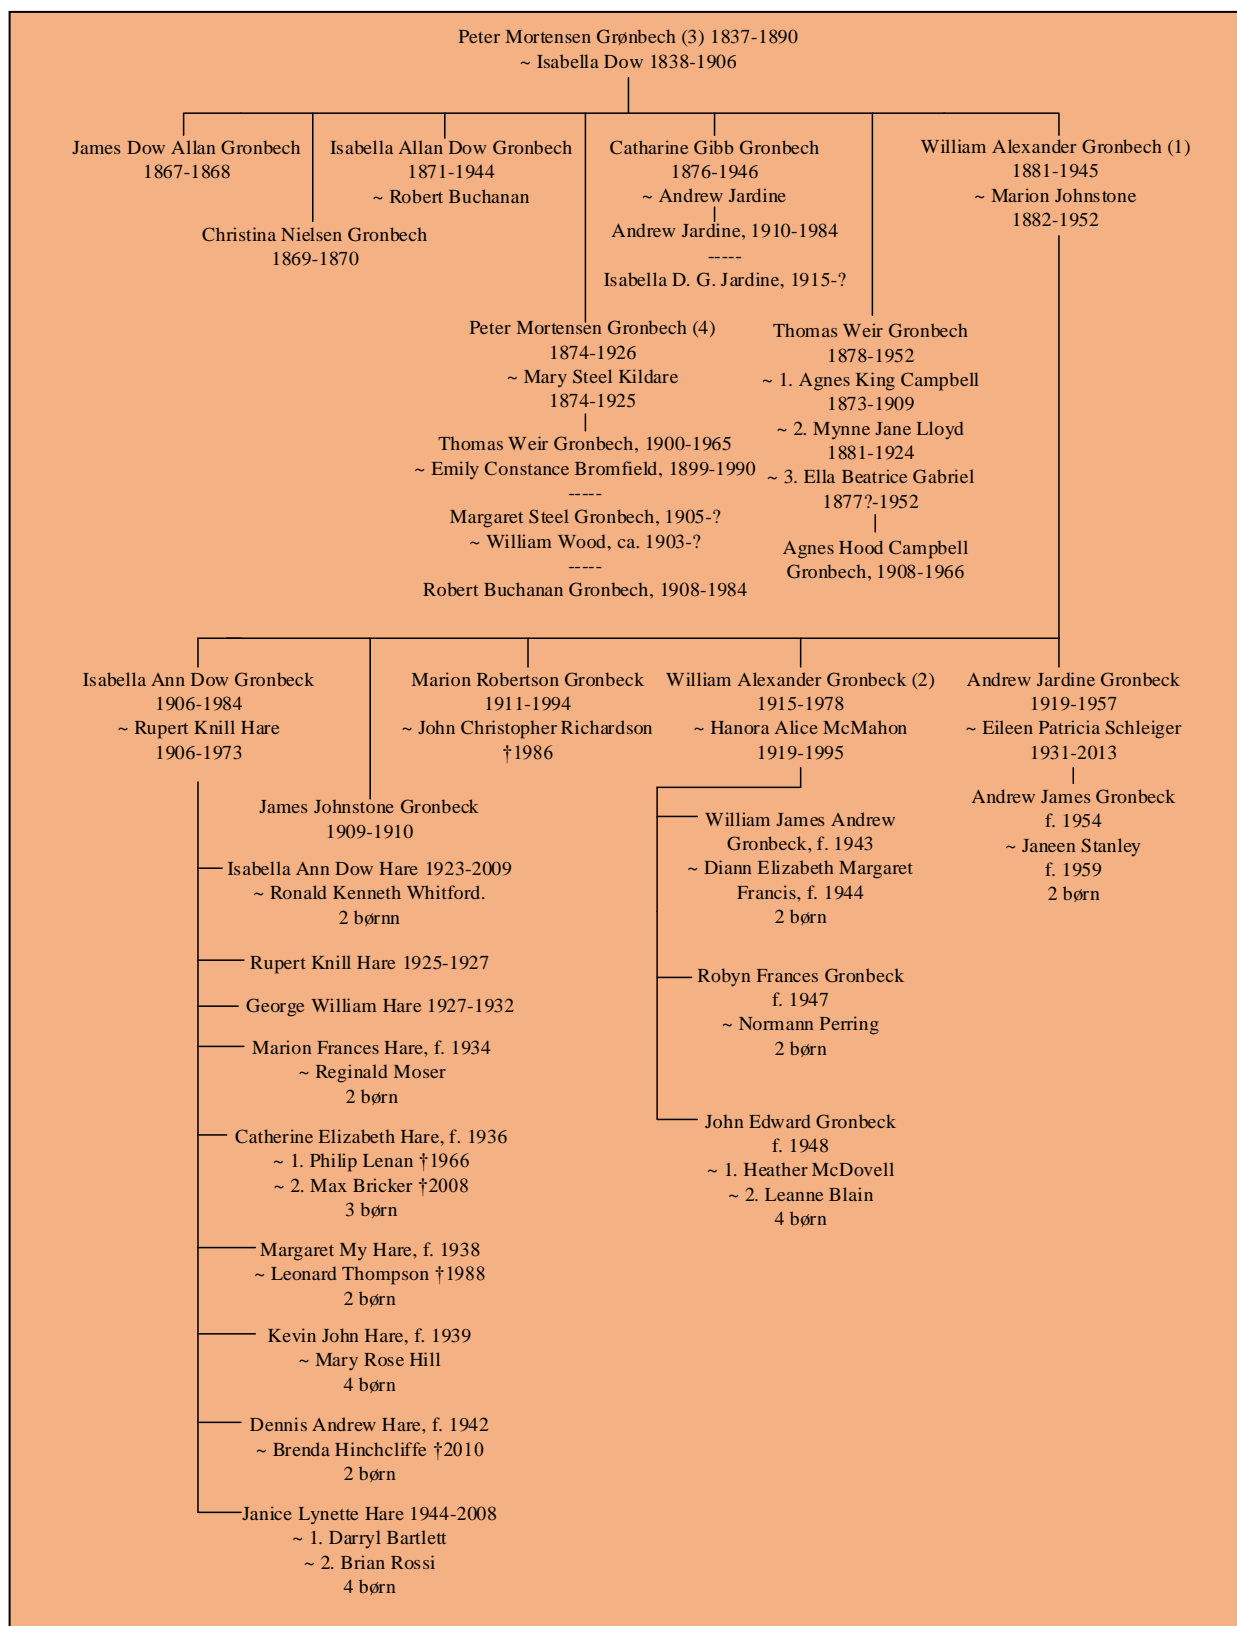 Peter Mortensen Grønbech (3) 1837-1890
~ Isabella Dow 1838-1906
James Dow Allan Gronbech
1867-1868
Christina Nielsen Gronbech
1869-1870
Isabella Allan Dow Gronbech
1871-1944
~ Robert Buchanan
Catharine Gibb Gronbech
1876-1946
~ Andrew Jardine
Andrew Jardine, 1910-1984
-----
Isabella D. G. Jardine, 1915-?
William Alexander Gronbech (1)
1881-1945
~ Marion Johnstone
1882-1952
Peter Mortensen Gronbech (4)
1874-1926
~ Mary Steel Kildare
1874-1925
Thomas Weir Gronbech, 1900-1965
~ Emily Constance Bromfield, 1899-1990
-----
Margaret Steel Gronbech, 1905-?
~ William Wood, ca. 1903-?
-----
Robert Buchanan Gronbech, 1908-1984
Thomas Weir Gronbech
1878-1952
~ 1. Agnes King Campbell
1873-1909
~ 2. Mynne Jane Lloyd
1881-1924
~ 3. Ella Beatrice Gabriel
1877?-1952
Agnes Hood Campbell
Gronbech, 1908-1966
Isabella Ann Dow Gronbeck
1906-1984
~ Rupert Knill Hare
1906-1973
James Johnstone Gronbeck
1909-1910
Marion Robertson Gronbeck
1911-1994
~ John Christopher Richardson
†1986
William Alexander Gronbeck (2)
1915-1978
~ Hanora Alice McMahon
1919-1995
Andrew Jardine Gronbeck
1919-1957
~ Eileen Patricia Schleiger
1931-2013
Andrew James Gronbeck
f. 1954
~ Janeen Stanley
f. 1959
2 børn
William James Andrew
Gronbeck, f. 1943
~ Diann Elizabeth Margaret
Francis, f. 1944
2 børn
Robyn Frances Gronbeck
f. 1947
~ Normann Perring
2 børn
John Edward Gronbeck
f. 1948
~ 1. Heather McDovell
~ 2. Leanne Blain
4 børn
Isabella Ann Dow Hare 1923-2009
~ Ronald Kenneth Whitford.
2 børnn
Rupert Knill Hare 1925-1927
George William Hare 1927-1932
Marion Frances Hare, f. 1934
~ Reginald Moser
2 børn
Catherine Elizabeth Hare, f. 1936
~ 1. Philip Lenan †1966
~ 2. Max Bricker †2008
3 børn
Margaret My Hare, f. 1938
~ Leonard Thompson †1988
2 børn
Kevin John Hare, f. 1939
~ Mary Rose Hill
4 børn
Dennis Andrew Hare, f. 1942
~ Brenda Hinchcliffe †2010
2 børn
Janice Lynette Hare 1944-2008
~ 1. Darryl Bartlett
~ 2. Brian Rossi
4 børn